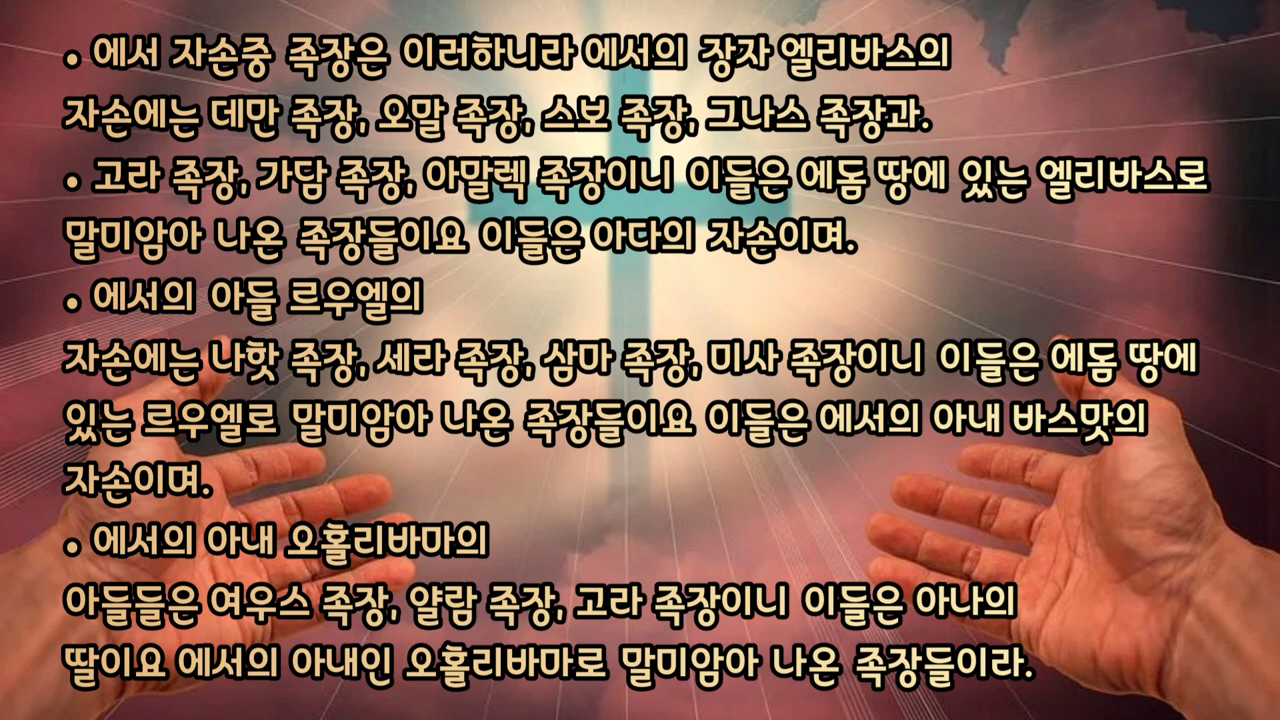 • 에서 자손중 족장은 이러하니라 에서의 장자 엘리바스의
자손에는 데만 족장, 오말 족장, 스보 족장, 그나스 족장과.
• 고라 족장, 가담 족장, 아말렉 족장이니 이들은 에돔 땅에 있는 엘리바스로
말미암아 나온 족장들이요 이들은 아다의 자손이며.
• 에서의 아들 르우엘의
자손에는 나핫 족장, 세라 족장, 삼마 족장, 미사 족장이니 이들은 에돔 땅에
있는 르우엘로 말미암아 나온 족장들이요 이들은 에서의 아내 바스맛의
자손이며.
• 에서의 아내 오홀리바마의
아들들은 여우스 족장, 얄람 족장, 고라 족장이니 이들은 아나의
딸이요 에서의 아내인 오홀리바마로 말미암아 나온 족장들이라.